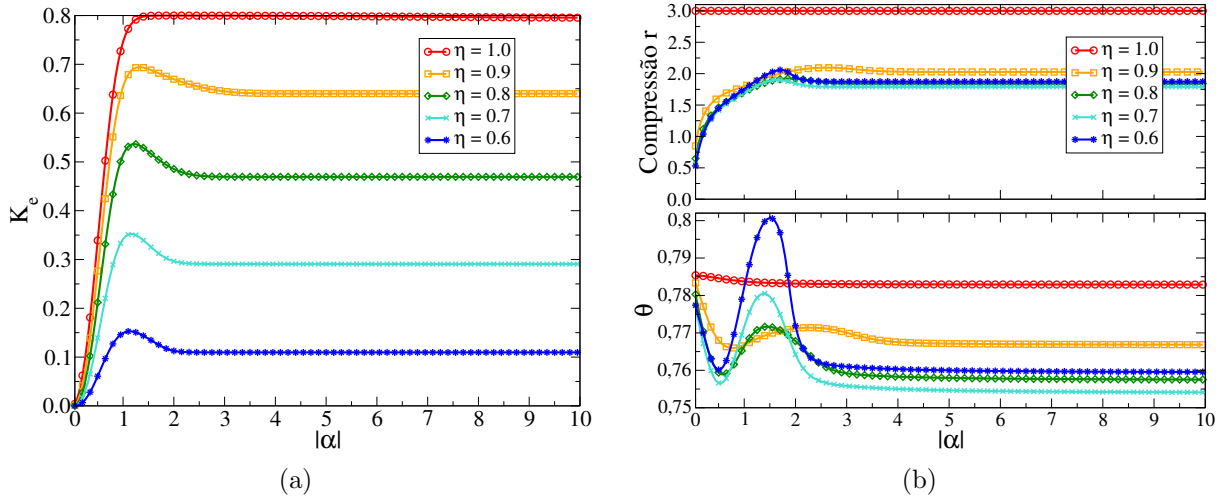 0.8
0.7
0.6
0.5
0.4
0.3
0.2
0.1
0.0
K_e
η = 1.0
η = 0.9
η = 0.8
η = 0.7
η = 0.6
0 1 2 3 4 5 6 7 8 9 10
|α|
(a)
3.0
2.5
2.0
1.5
1.0
0.5
0.0
Compressão r
η = 1.0
η = 0.9
η = 0.8
η = 0.7
η = 0.6
0,8
0,79
0,78
0,77
0,76
0,75
θ
0 1 2 3 4 5 6 7 8 9 10
|α|
(b)